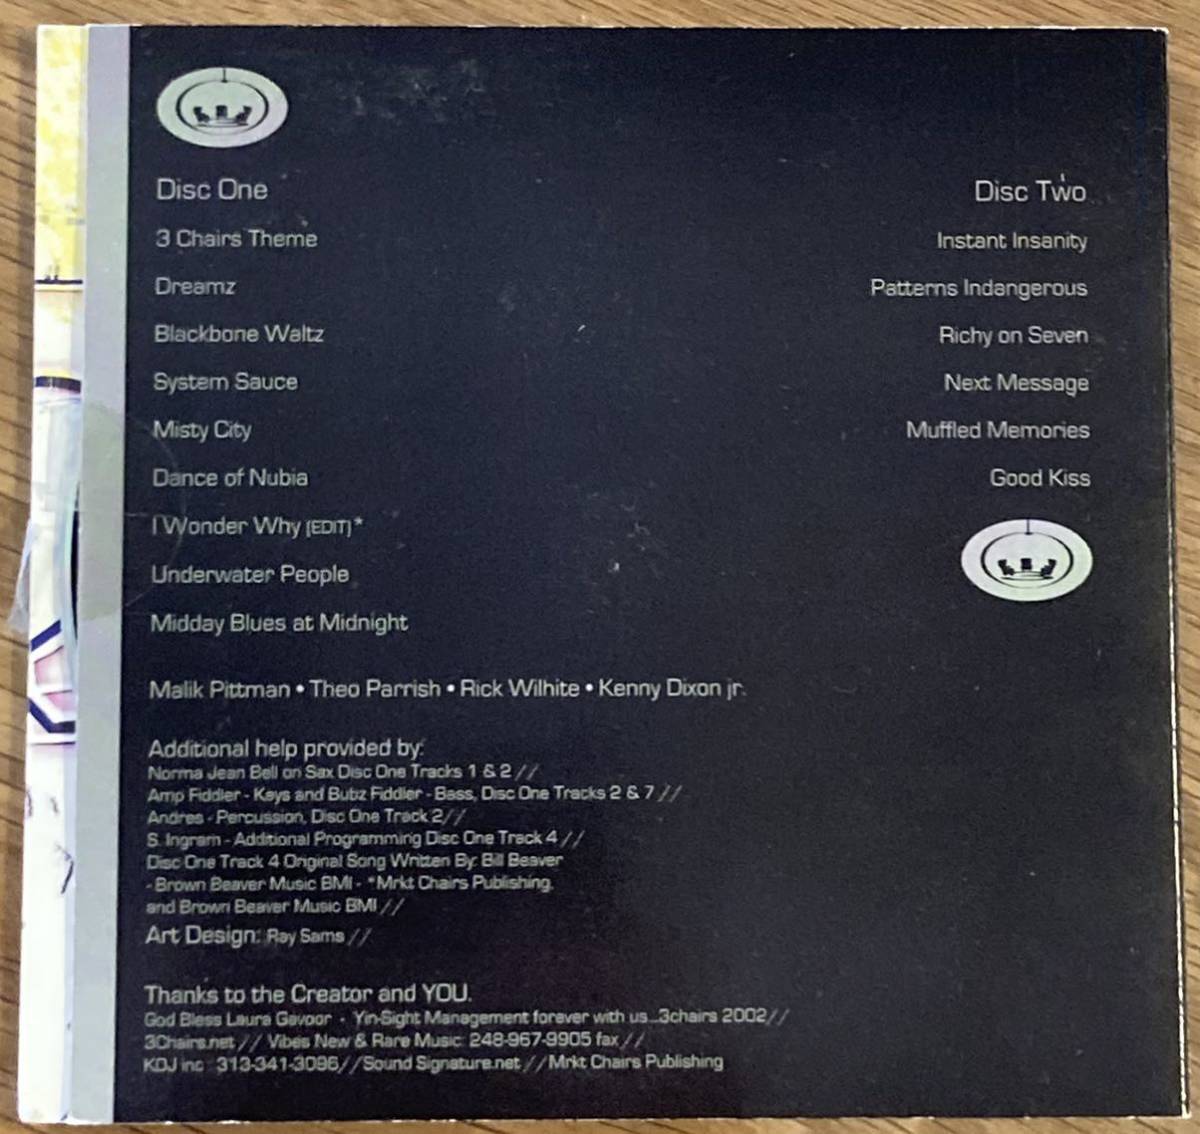 Disc One
3 Chairs Theme
Dreamz
Blackbone Waltz
System Sauce
Misty City
Dance of Nubia
I Wonder Why (EDIT)*
Underwater People
Midday Blues at Midnight
Disc Two
Instant Insanity
Patterns Indangerous
Richy on Seven
Next Message
Muffled Memories
Good Kiss
Malik Pittman • Theo Parrish • Rick Wilhite • Kenny Dixon jr.
Additional help provided by:
Norma Jean Bell on Sax Disc One Tracks 1 & 2 //
Amp Fiddler - Keys and Bubz Fiddler - Bass, Disc One Tracks 2 & 7 //
Andres - Percussion, Disc One Track 2//
S. Ingram - Additional Programming Disc One Track 4 //
Disc One Track 4 Original Song Written By: Bill Beaver
- Brown Beaver Music BMI - *Mrkt Chairs Publishing.
and Brown Beaver Music BMI //
Art Design: Ray Sams //
Thanks to the Creator and YOU.
God Bless Laura Gavoor - Yin-Sight Management forever with us...3chairs 2002//
3Chairs.net // Vibes New & Rare Music: 248-967-9905 fax //
KDJ inc : 313-341-3096//Sound Signature.net //Mrkt Chairs Publishing